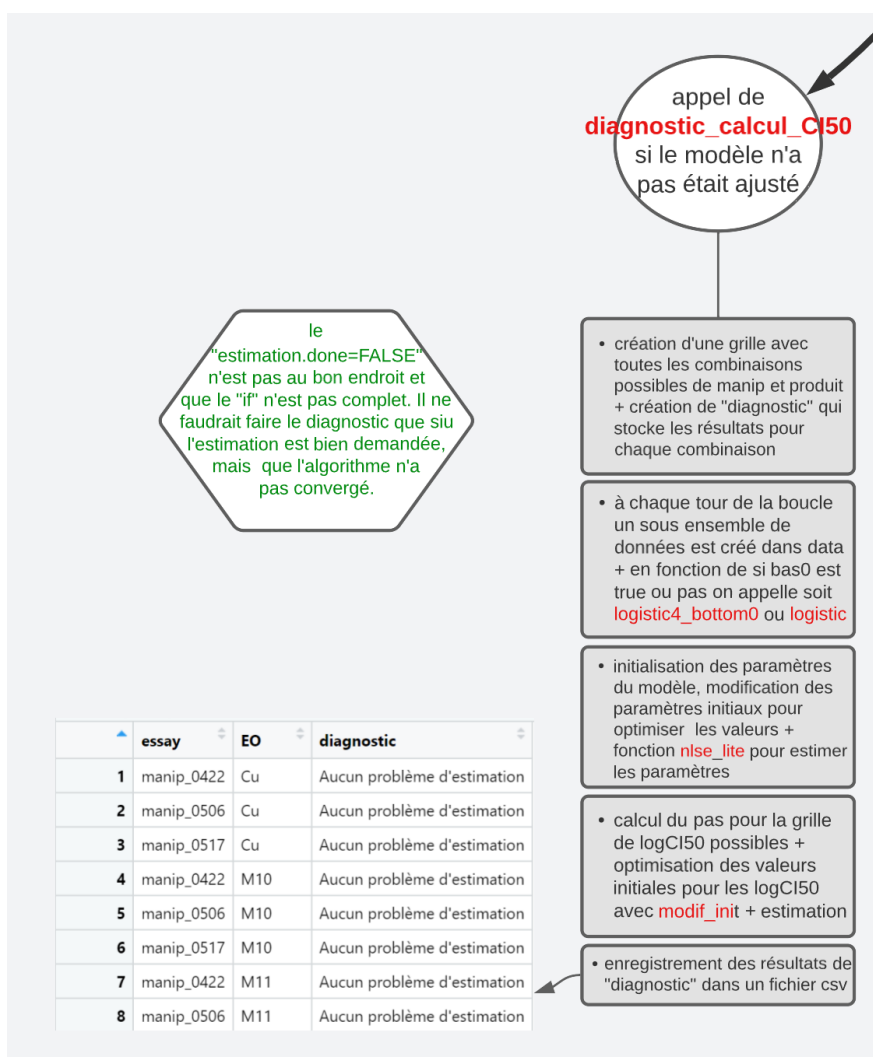 appel de
diagnostic_calcul_CI50
si le modèle n'a
pas était ajusté
le
"estimation.done=FALSE"
n'est pas au bon endroit et
que le "if" n'est pas complet. Il ne
faudrait faire le diagnostic que siu
l'estimation est bien demandée,
mais que l'algorithme n'a
pas convergé.
• création d'une grille avec
toutes les combinaisons
possibles de manip et produit
+ création de "diagnostic" qui
stocke les résultats pour
chaque combinaison
• à chaque tour de la boucle
un sous ensemble de
données est créé dans data
+ en fonction de si bas0 est
true ou pas on appelle soit
logistic4_bottom0 ou logistic
• initialisation des paramètres
du modèle, modification des
paramètres initiaux pour
optimiser les valeurs +
fonction nlse_lite pour estimer
les paramètres
• calcul du pas pour la grille
de logCI50 possibles +
optimisation des valeurs
initiales pour les logCI50
avec modif_init + estimation
• enregistrement des résultats de
"diagnostic" dans un fichier csv
essay EO diagnostic
1 manip_0422 Cu Aucun problème d'estimation
2 manip_0506 Cu Aucun problème d'estimation
3 manip_0517 Cu Aucun problème d'estimation
4 manip_0422 M10 Aucun problème d'estimation
5 manip_0506 M10 Aucun problème d'estimation
6 manip_0517 M10 Aucun problème d'estimation
7 manip_0422 M11 Aucun problème d'estimation
8 manip_0506 M11 Aucun problème d'estimation